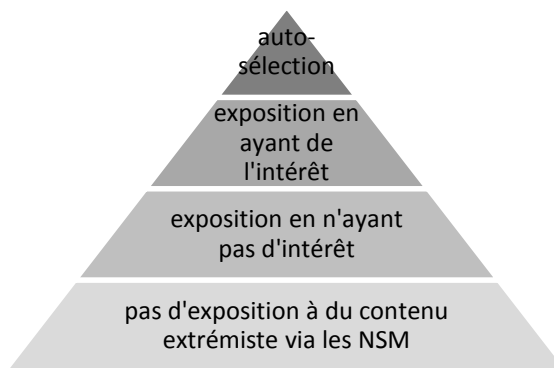 auto-
sélection
exposition en
ayant de
l'intérêt
exposition en n'ayant
pas d'intérêt
pas d'exposition à du contenu
extrémiste via les NSM